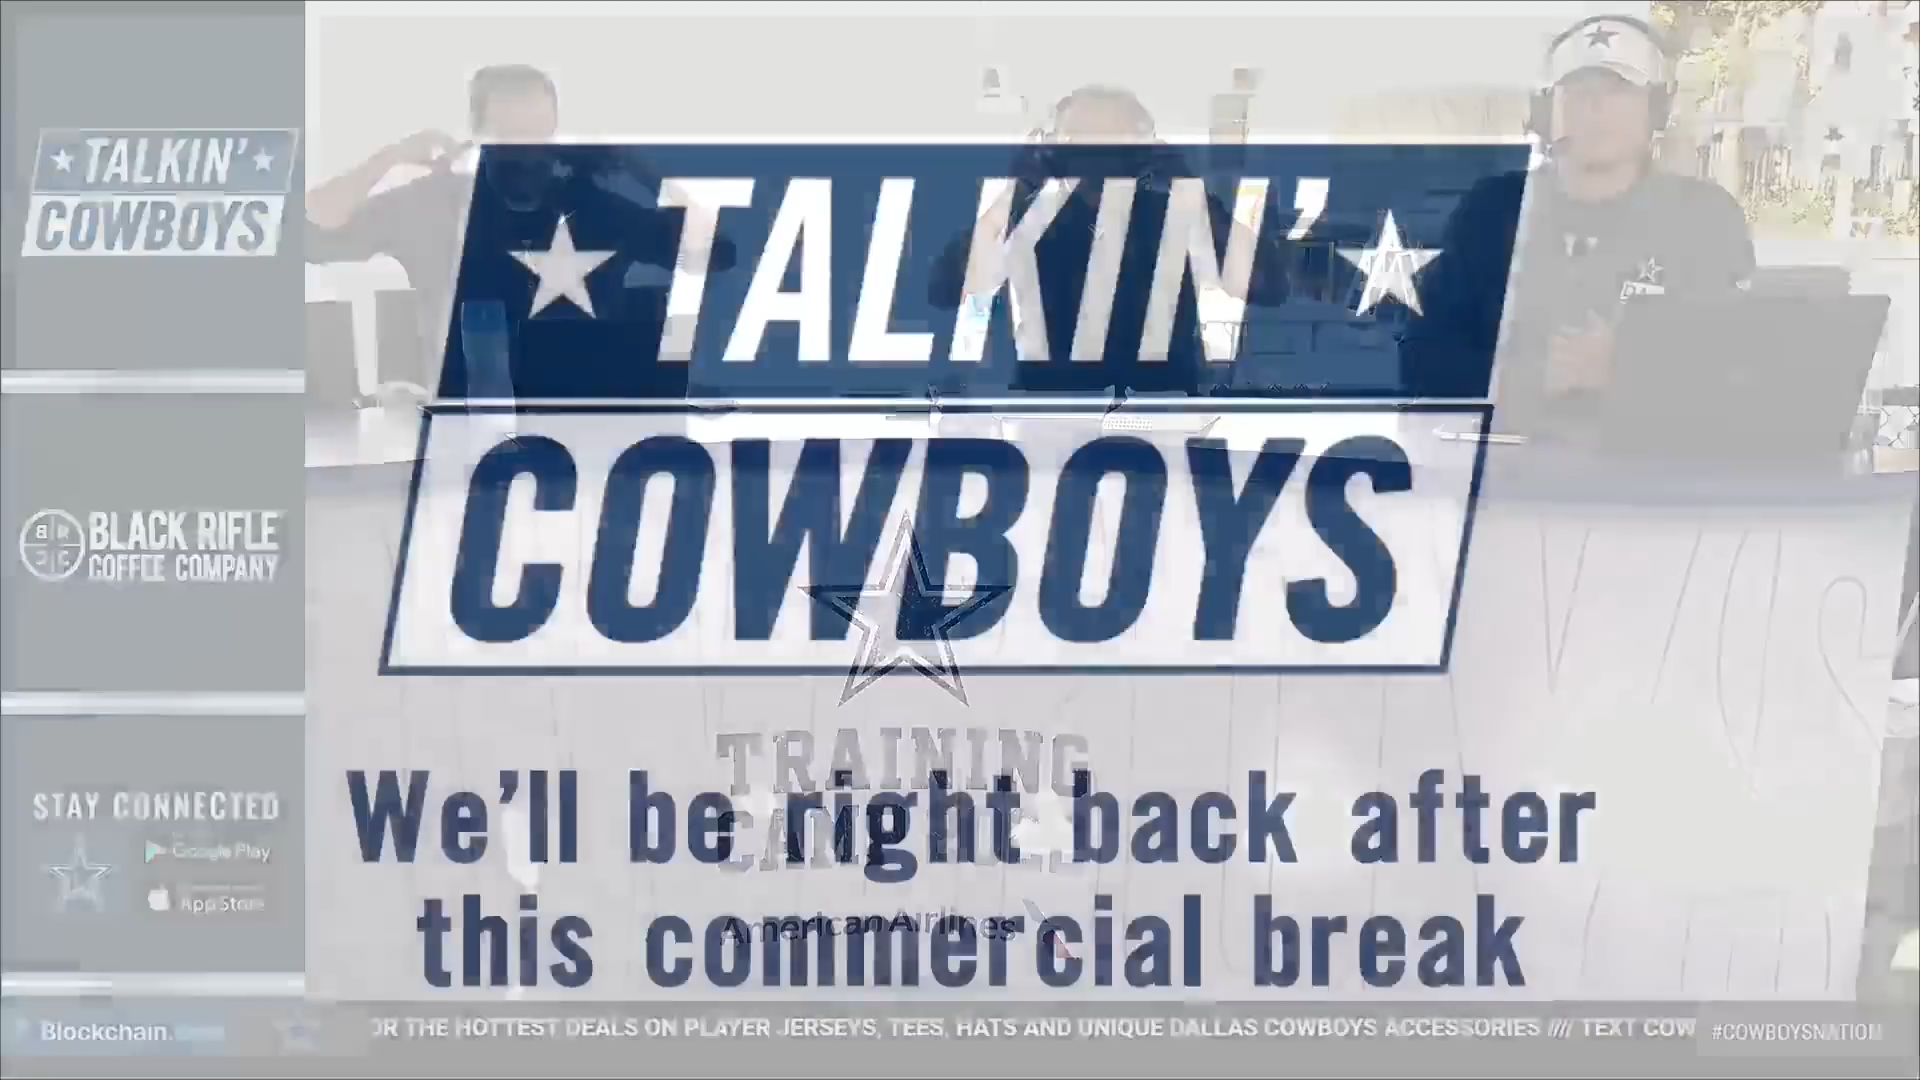 TALKIN'
COWBOYS
BLACK RIFLE
COFFEE COMPANY
STAY CONNECTED
Google Play
App Store
TALKIN'
COWBOYS
TRAINING
We'll be right back after
this commercial break
American Airlines
Blockchain.
OR THE HOTTEST DEALS ON PLAYER JERSEYS, TEES, HATS AND UNIQUE DALLAS COWBOYS ACCESSORIES //// TEXT COW
#COWBOYSNATION